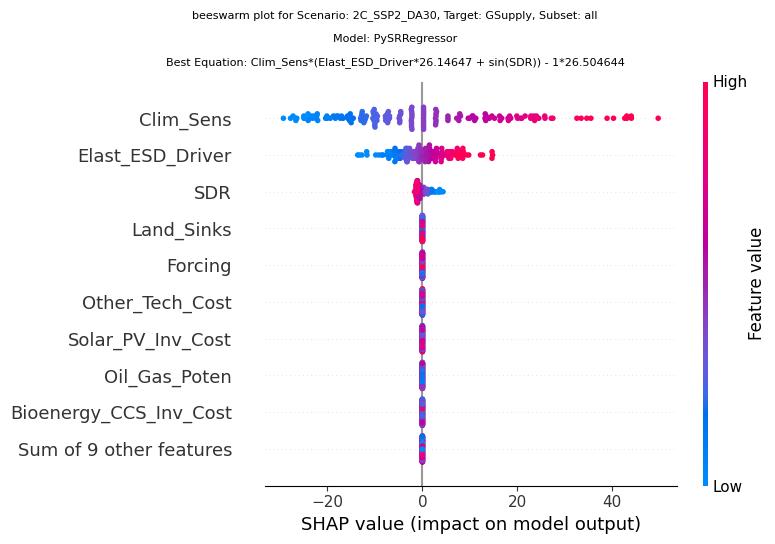 beeswarm plot for Scenario: 2C_SSP2_DA30, Target: GSupply, Subset: all
Model: PySRRegressor
Best Equation: Clim_Sens*(Elast_ESD_Driver*26.14647 + sin(SDR)) - 1*26.504644
High
Clim_Sens
Elast_ESD_Driver
SDR
Land_Sinks
Forcing
Other_Tech_Cost
Solar_PV_Inv_Cost
Oil_Gas_Poten
Bioenergy_CCS_Inv_Cost
Sum of 9 other features
Feature value
Low
−20 0 20 40
SHAP value (impact on model output)